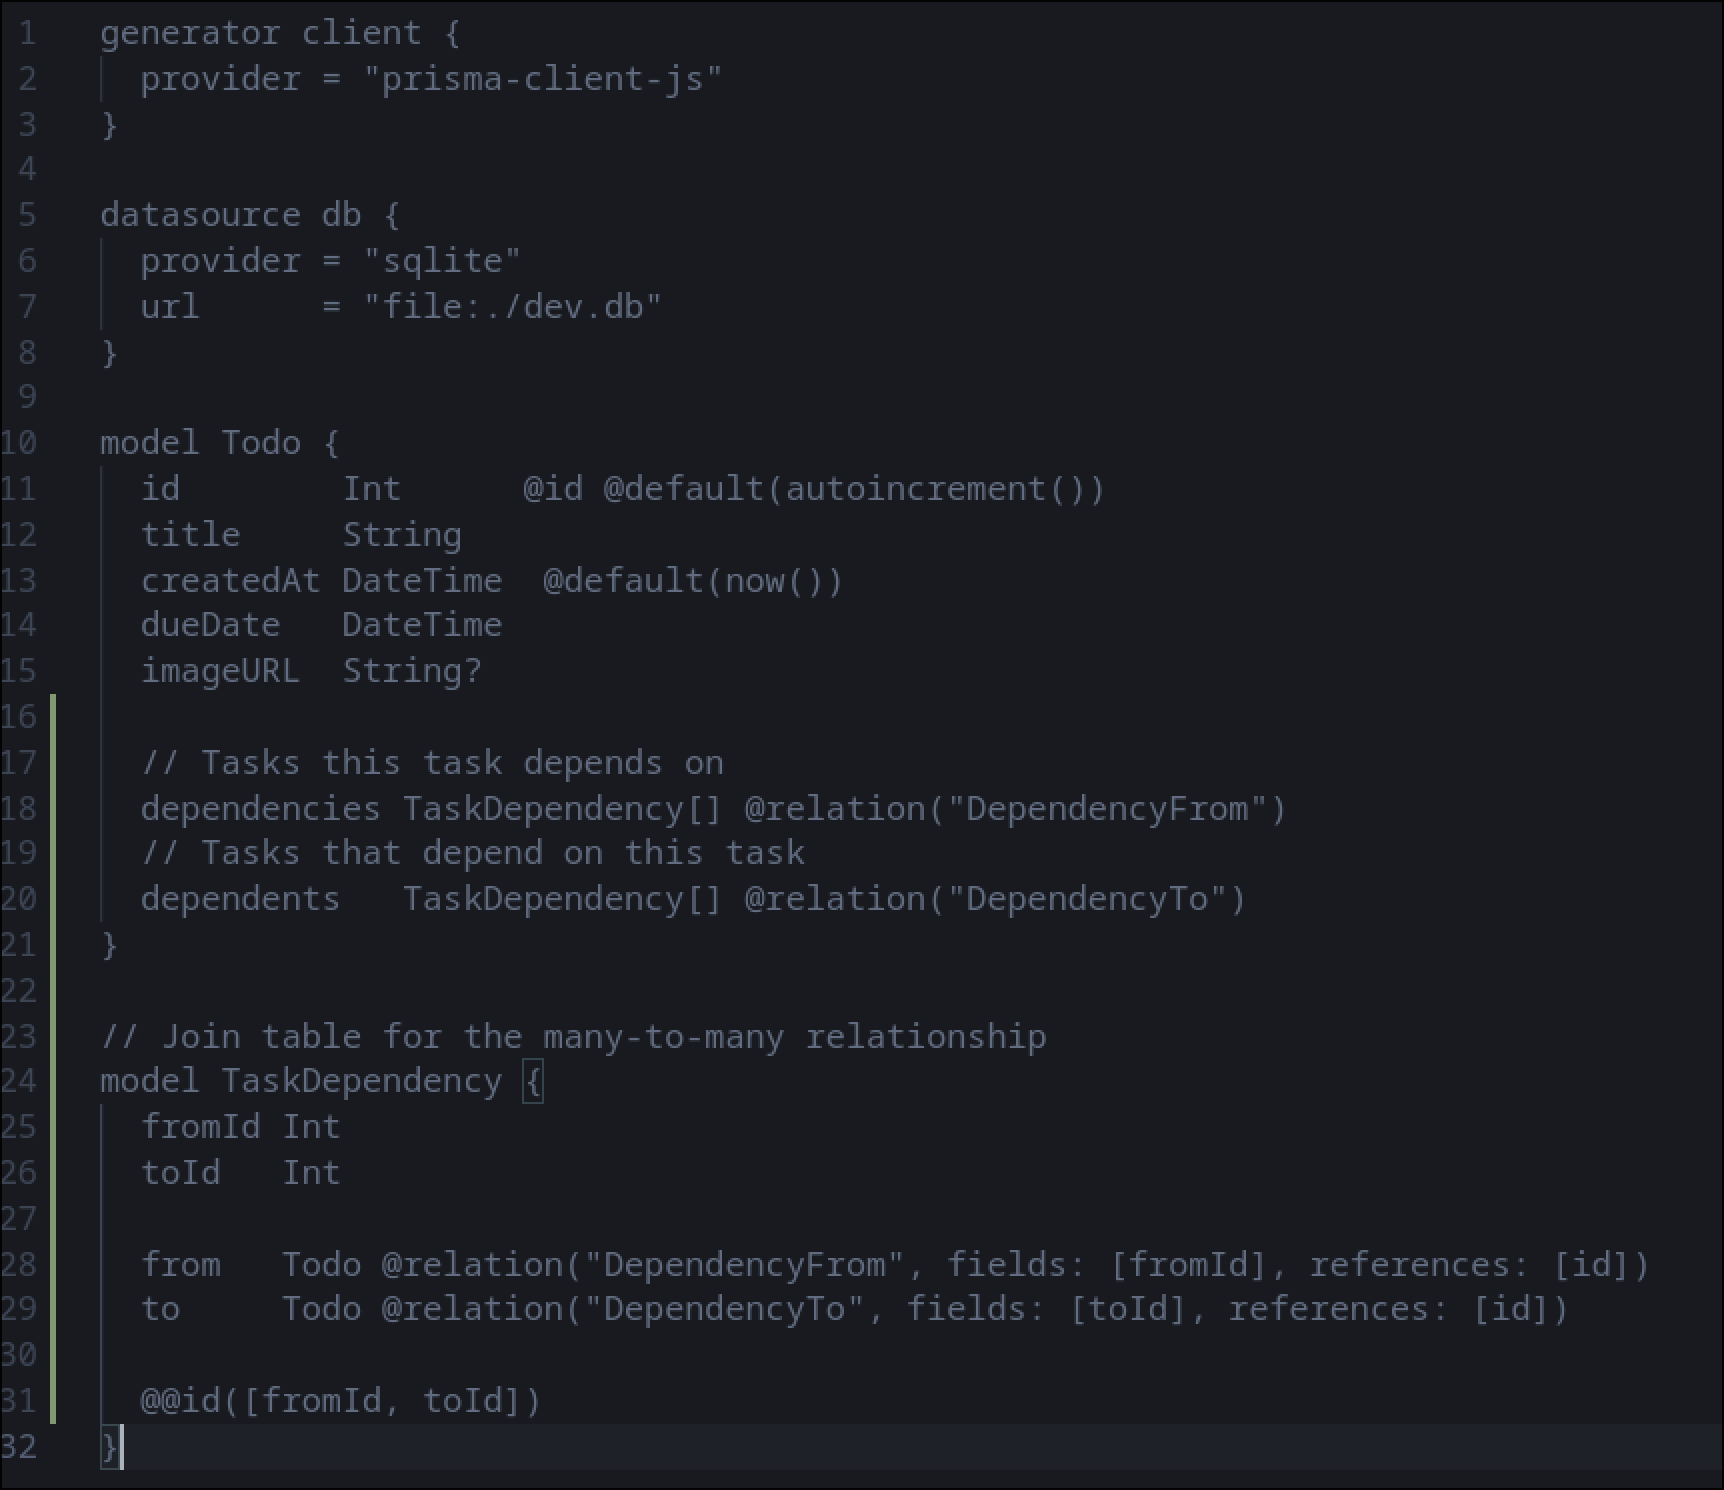 1 generator client {
2   provider = "prisma-client-js"
3 }
4
5 datasource db {
6   provider = "sqlite"
7   url      = "file:./dev.db"
8 }
9
10 model Todo {
11   id        Int      @id @default(autoincrement())
12   title     String
13   createdAt DateTime  @default(now())
14   dueDate   DateTime
15   imageURL  String?
16
17   // Tasks this task depends on
18   dependencies TaskDependency[] @relation("DependencyFrom")
19   // Tasks that depend on this task
20   dependents   TaskDependency[] @relation("DependencyTo")
21 }
22
23 // Join table for the many-to-many relationship
24 model TaskDependency {
25   fromId Int
26   toId   Int
27
28   from   Todo @relation("DependencyFrom", fields: [fromId], references: [id])
29   to     Todo @relation("DependencyTo", fields: [toId], references: [id])
30
31   @@id([fromId, toId])
32 }